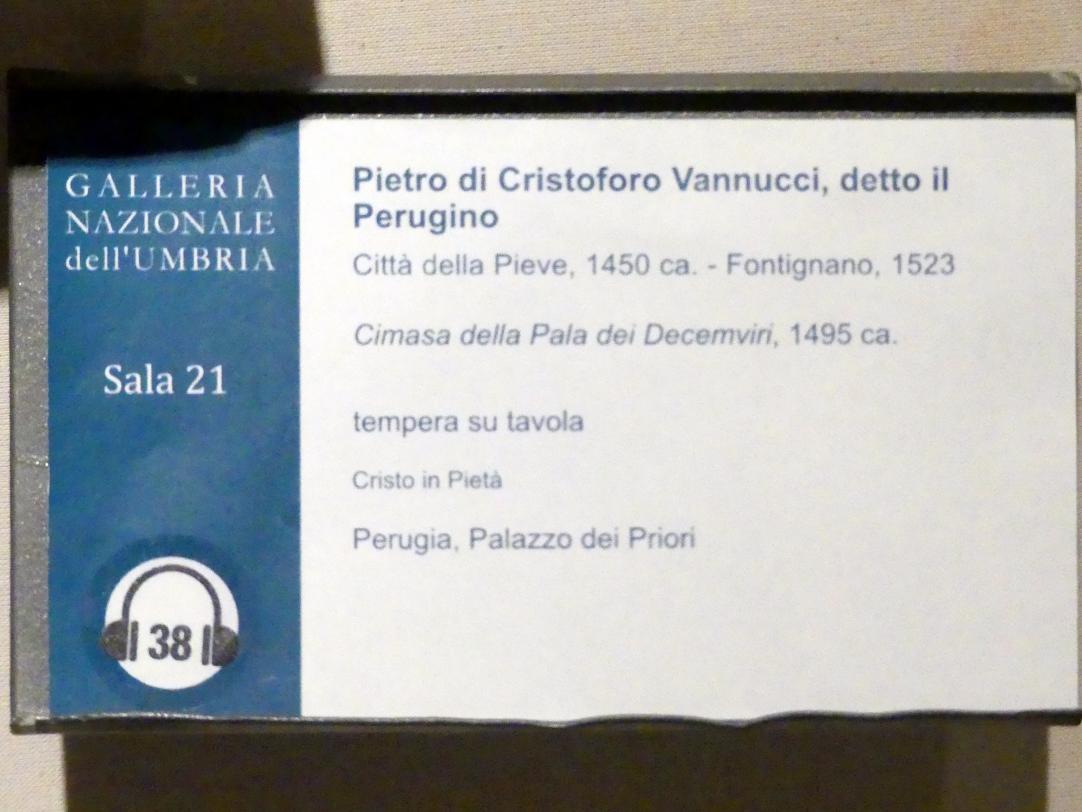 GALLERIA
NAZIONALE
dell'UMBRIA
Sala 21
38
Pietro di Cristoforo Vannucci, detto il
Perugino
Città della Pieve, 1450 ca. - Fontignano, 1523
Cimasa della Pala dei Decemviri, 1495 ca.
tempera su tavola
Cristo in Pietà
Perugia, Palazzo dei Priori